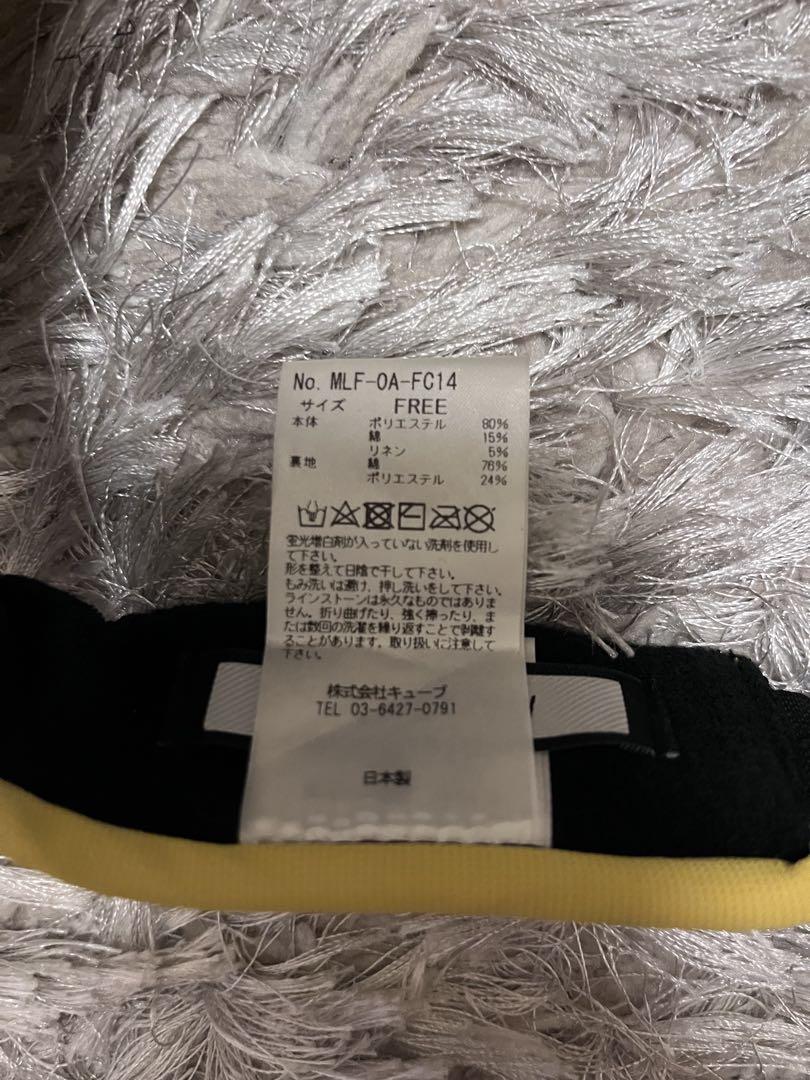 No. MLF-0A-FC14
サイズ FREE
本体 ポリエステル 80%
綿 15%
リネン 5%
裏地 綿 76%
ポリエステル 24%
蛍光増白剤が入っていない洗剤を使用し
て下さい。
形を整えて日陰で干して下さい。
もみ洗いは避け、押し洗いをして下さい。
ラインストーンは永久なものではありま
せん。折り曲げたり、強く擦ったり、ま
たは数回の洗濯を繰り返すことで剥離す
ることがあります。取り扱いに注意して
下さい。
株式会社キューブ
TEL 03-6427-0791
日本製